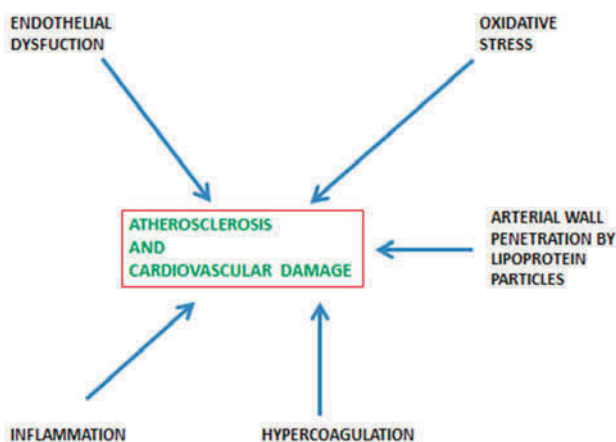 ENDOTHELIAL
DYSFUCTION
OXIDATIVE
STRESS
ATHEROSCLEROSIS
AND
CARDIOVASCULAR DAMAGE
ARTERIAL WALL
PENETRATION BY
LIPOPROTEIN
PARTICLES
INFLAMMATION
HYPERCOAGULATION